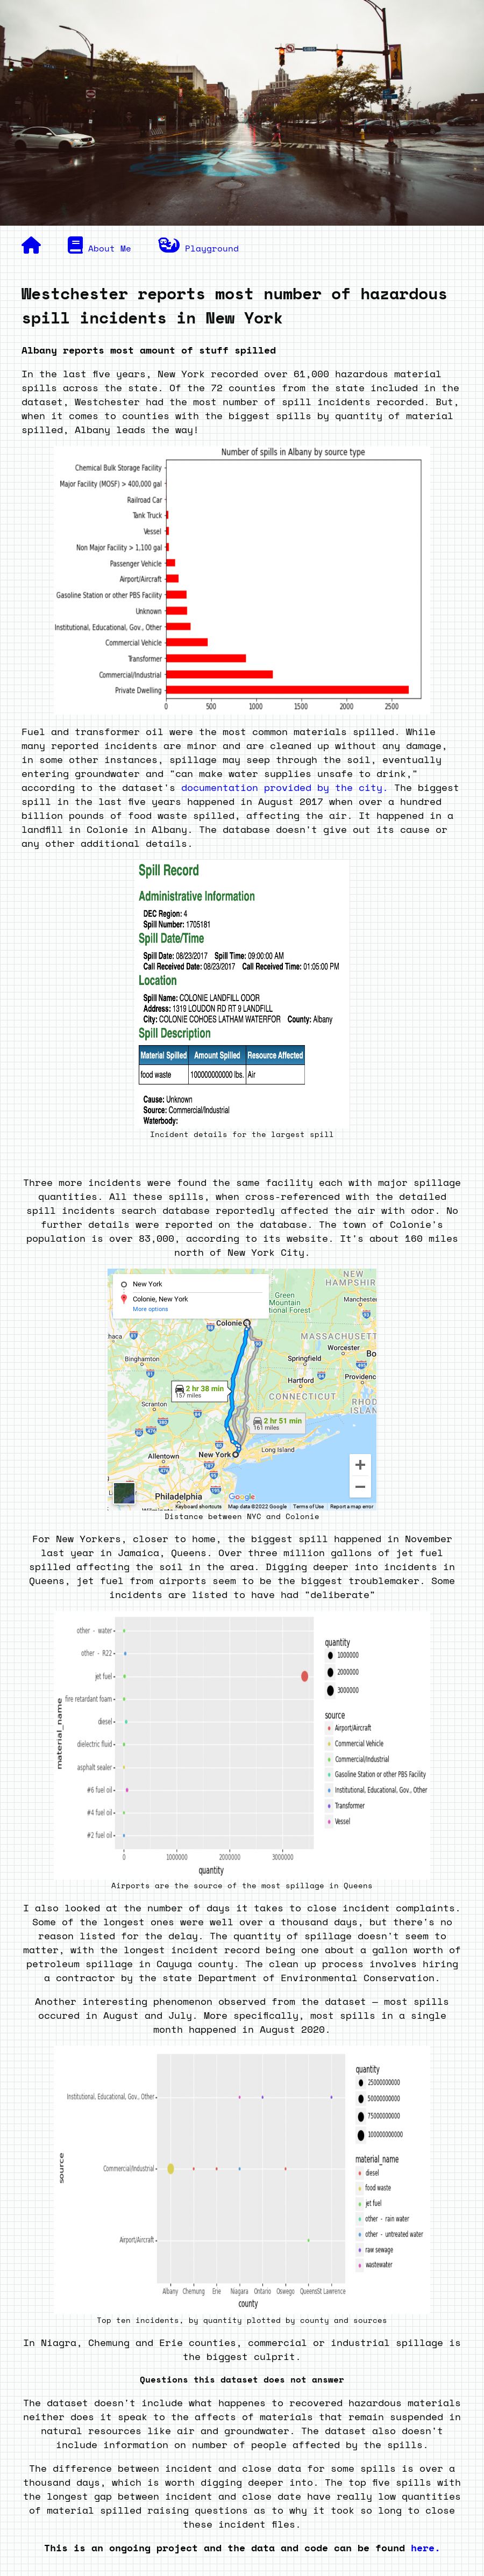 About Me
Playground
Westchester reports most number of hazardous
spill incidents in New York
Albany reports most amount of stuff spilled
In the last five years, New York recorded over 61,000 hazardous material
spills across the state. Of the 72 counties from the state included in the
dataset, Westchester had the most number of spill incidents recorded. But,
when it comes to counties with the biggest spills by quantity of material
spilled, Albany leads the way!
Number of spills in Albany by source type
Chemical Bulk Storage Facility
Major Facility (MOSF) > 400,000 gal
Railroad Car
Tank Truck
Vessel
Non Major Facility > 1,100 gal
Passenger Vehicle
Airport/Aircraft
Gasoline Station or other PBS Facility
Unknown
Institutional, Educational, Gov., Other
Commercial Vehicle
Transformer
Commercial/Industrial
Private Dwelling
0 500 1000 1500 2000 2500
Fuel and transformer oil were the most common materials spilled. While
many reported incidents are minor and are cleaned up without any damage,
in some other instances, spillage may seep through the soil, eventually
entering groundwater and "can make water supplies unsafe to drink,"
according to the dataset's documentation provided by the city. The biggest
spill in the last five years happened in August 2017 when over a hundred
billion pounds of food waste spilled, affecting the air. It happened in a
landfill in Colonie in Albany. The database doesn't give out its cause or
any other additional details.
Spill Record
Administrative Information
DEC Region: 4
Spill Number: 1705181
Spill Date/Time
Spill Date: 08/23/2017 Spill Time: 09:00:00 AM
Call Received Date: 08/23/2017 Call Received Time: 01:05:00 PM
Location
Spill Name: COLONIE LANDFILL ODOR
Address: 1319 LOUDON RD RT 9 LANDFILL
City: COLONIE COHOES LATHAM WATERFOR County: Albany
Spill Description
Material Spilled Amount Spilled Resource Affected
food waste 100000000000 lbs. Air
Cause: Unknown
Source: Commercial/Industrial
Waterbody:
Incident details for the largest spill
Three more incidents were found the same facility each with major spillage
quantities. All these spills, when cross-referenced with the detailed
spill incidents search database reportedly affected the air with odor. No
further details were reported on the database. The town of Colonie's
population is over 83,000, according to its website. It's about 160 miles
north of New York City.
New York
Colonie, New York
More options
NEW
HAMPSHIRE
Green
Mountain
National Forest
Manchester
Colonie
haca
MASSACHUSETT
Worcester
Bo
Binghamton
Springfield
Hartford
Providenc
Scranton
2 hr 38 min
157 miles
CONNECTICUT
RHOD
ISLAN
2 hr 51 min
161 miles
Allentown
New York
Long Island
Philadelphia
Google
Keyboard shortcuts Map data ©2022 Google Terms of Use Report a map error
Distance between NYC and Colonie
For New Yorkers, closer to home, the biggest spill happened in November
last year in Jamaica, Queens. Over three million gallons of jet fuel
spilled affecting the soil in the area. Digging deeper into incidents in
Queens, jet fuel from airports seem to be the biggest troublemaker. Some
incidents are listed to have had "deliberate"
material_name
other - water
other - R22
jet fuel
fire retardant foam
diesel
dielectric fluid
asphalt sealer
#6 fuel oil
#4 fuel oil
#2 fuel oil
0 1000000 2000000 3000000
quantity
quantity
1000000
2000000
3000000
source
Airport/Aircraft
Commercial Vehicle
Commercial/Industrial
Gasoline Station or other PBS Facility
Institutional, Educational, Gov., Other
Transformer
Vessel
Airports are the source of the most spillage in Queens
I also looked at the number of days it takes to close incident complaints.
Some of the longest ones were well over a thousand days, but there's no
reason listed for the delay. The quantity of spillage doesn't seem to
matter, with the longest incident record being one about a gallon worth of
petroleum spillage in Cayuga county. The clean up process involves hiring
a contractor by the state Department of Environmental Conservation.
Another interesting phenomenon observed from the dataset — most spills
occured in August and July. More specifically, most spills in a single
month happened in August 2020.
source
Institutional, Educational, Gov., Other
Commercial/Industrial
Airport/Aircraft
Albany Chemung Erie Niagara Ontario Oswego Queens St Lawrence
county
quantity
25000000000
50000000000
75000000000
100000000000
material_name
diesel
food waste
jet fuel
other - rain water
other - untreated water
raw sewage
wastewater
Top ten incidents, by quantity plotted by county and sources
In Niagra, Chemung and Erie counties, commercial or industrial spillage is
the biggest culprit.
Questions this dataset does not answer
The dataset doesn't include what happenes to recovered hazardous materials
neither does it speak to the affects of materials that remain suspended in
natural resources like air and groundwater. The dataset also doesn't
include information on number of people affected by the spills.
The difference between incident and close data for some spills is over a
thousand days, which is worth digging deeper into. The top five spills with
the longest gap between incident and close date have really low quantities
of material spilled raising questions as to why it took so long to close
these incident files.
This is an ongoing project and the data and code can be found here.